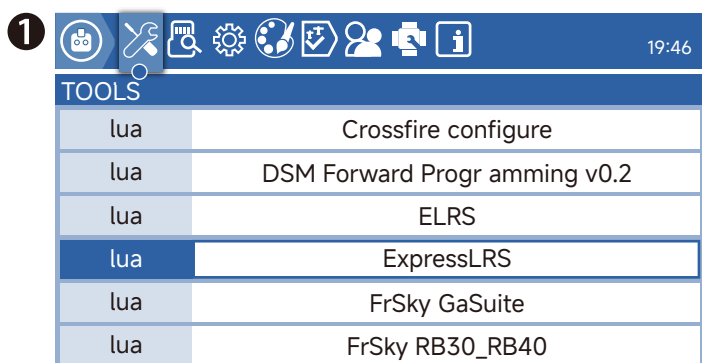 1
19:46
TOOLS
lua Crossfire configure
lua DSM Forward Progr amming v0.2
lua ELRS
lua ExpressLRS
lua FrSky GaSuite
lua FrSky RB30_RB40